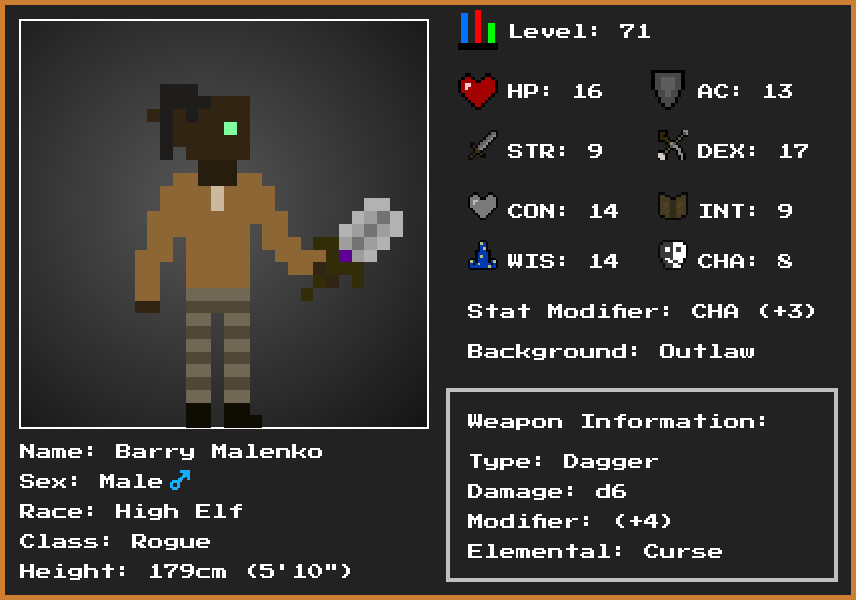 Level: 71
HP: 16 AC: 13
STR: 9 DEX: 17
CON: 14 INT: 9
WIS: 14 CHA: 8
Stat Modifier: CHA (+3)
Background: Outlaw
Weapon Information:
Type: Dagger
Damage: d6
Modifier: (+4)
Elemental: Curse
Name: Barry Malenko
Sex: Male ♂
Race: High Elf
Class: Rogue
Height: 179cm (5'10")